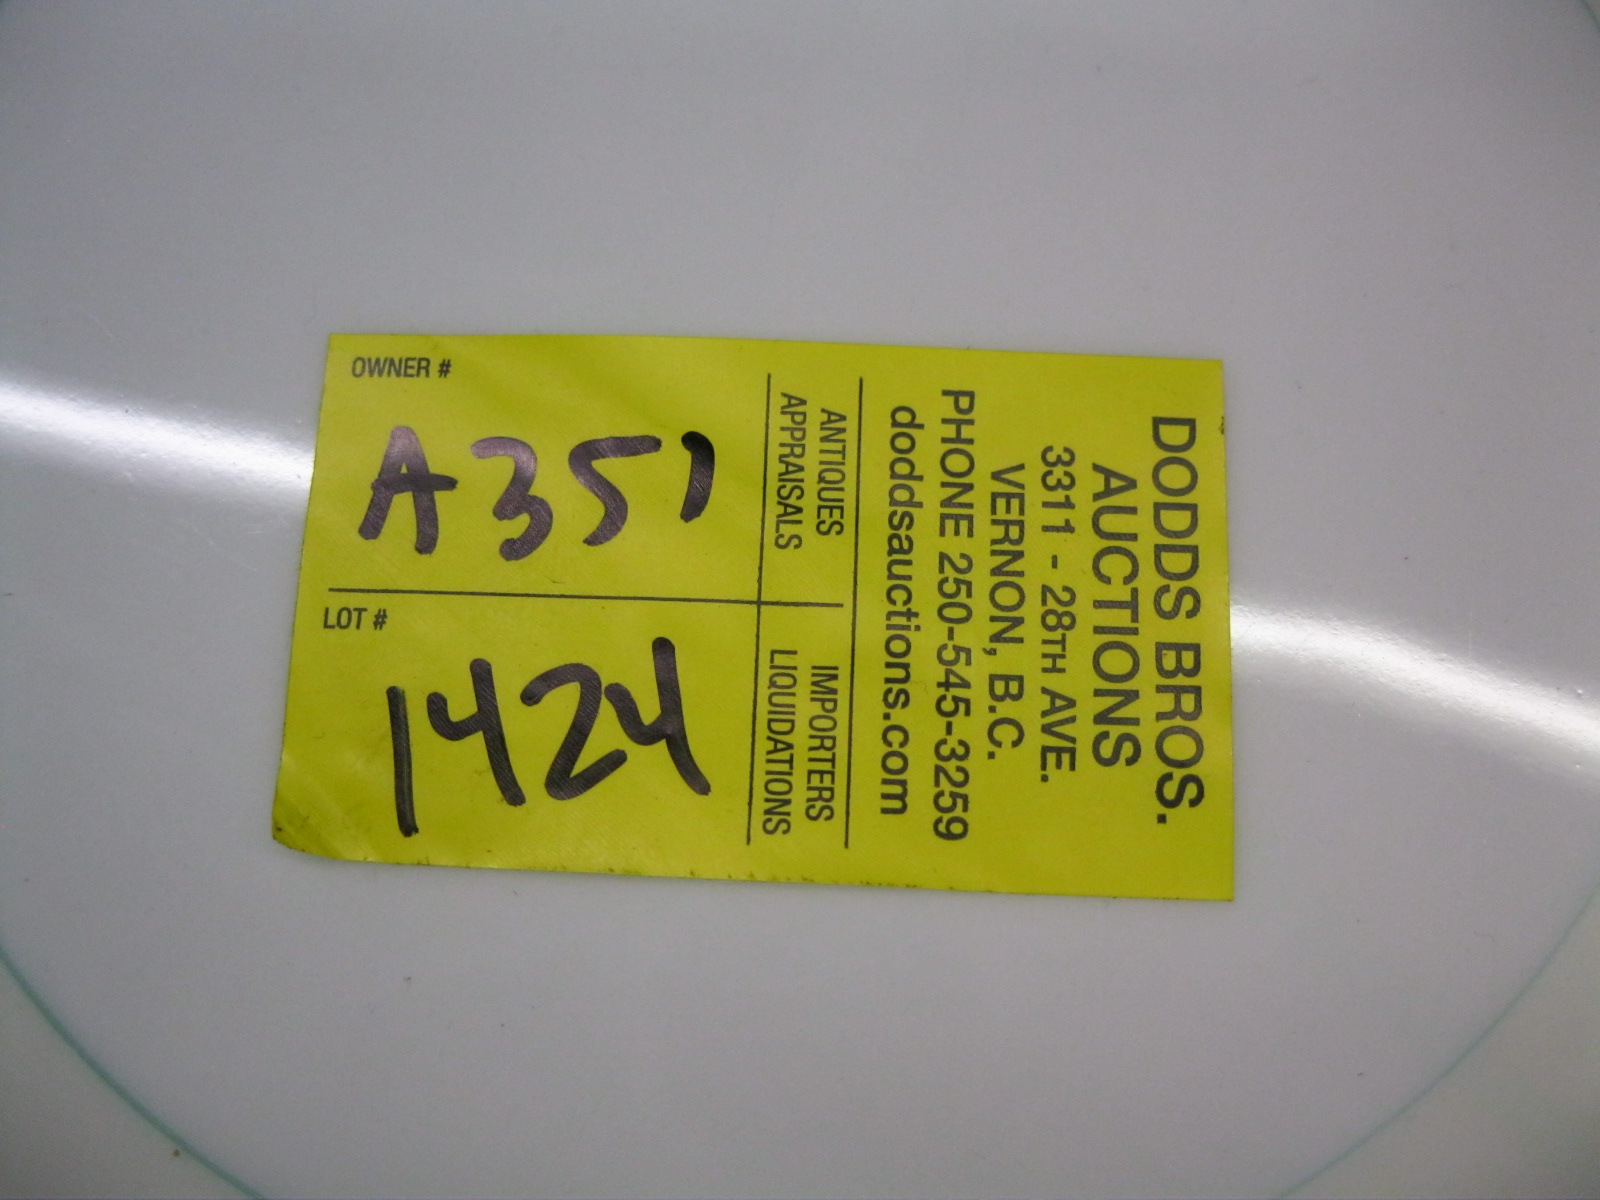 DODDS BROS.
AUCTIONS
3311 - 28TH AVE.
VERNON, B.C.
PHONE 250-545-3259
doddsauctions.com
ANTIQUES
APPRAISALS
IMPORTERS
LIQUIDATIONS
OWNER #
A351
LOT #
1424